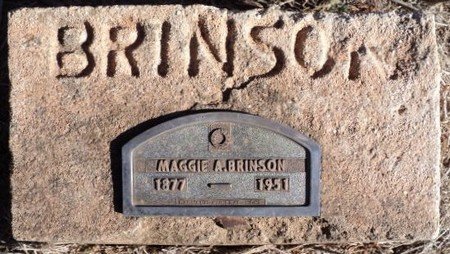 BRINSON
MAGGIE A. BRINSON
1877 — 1951